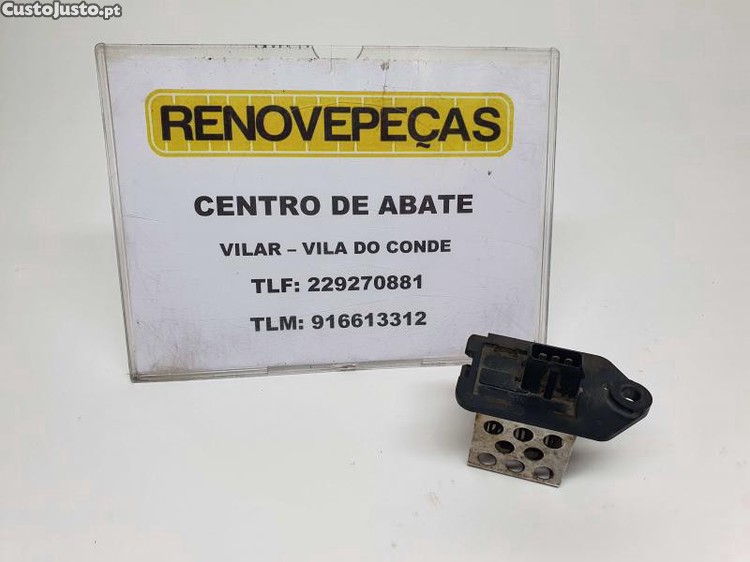 CustoJusto.pt
RENOVEPEÇAS
CENTRO DE ABATE
VILAR – VILA DO CONDE
TLF: 229270881
TLM: 916613312